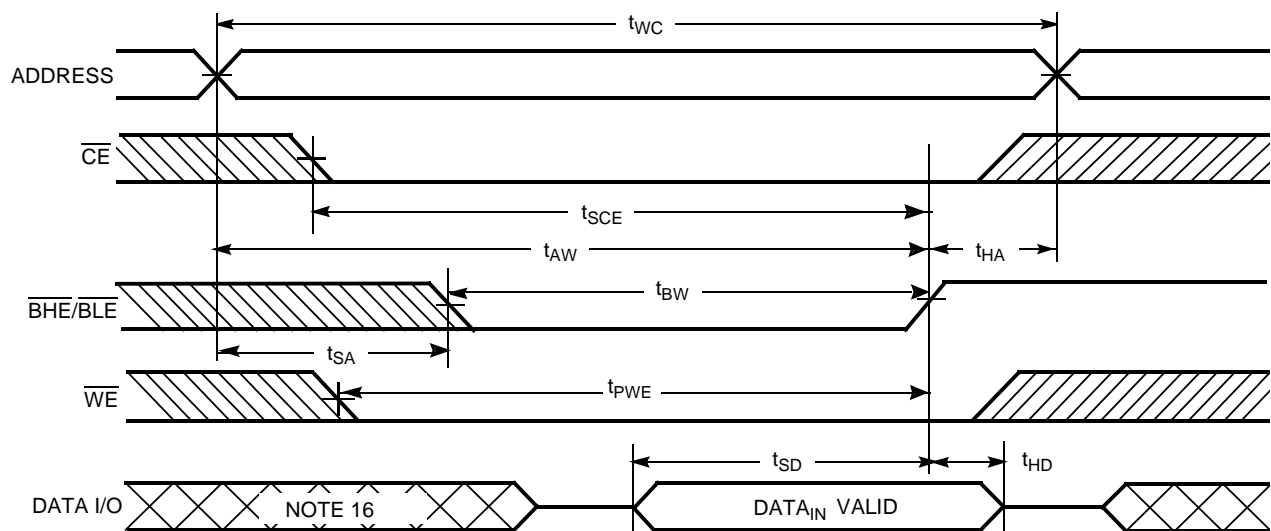 tWC
ADDRESS
CE
tSCE
tAW
tHA
BHE/BLE
tBW
tSA
WE
tPWE
tSD
tHD
DATA I/O
NOTE 16
DATAIN VALID